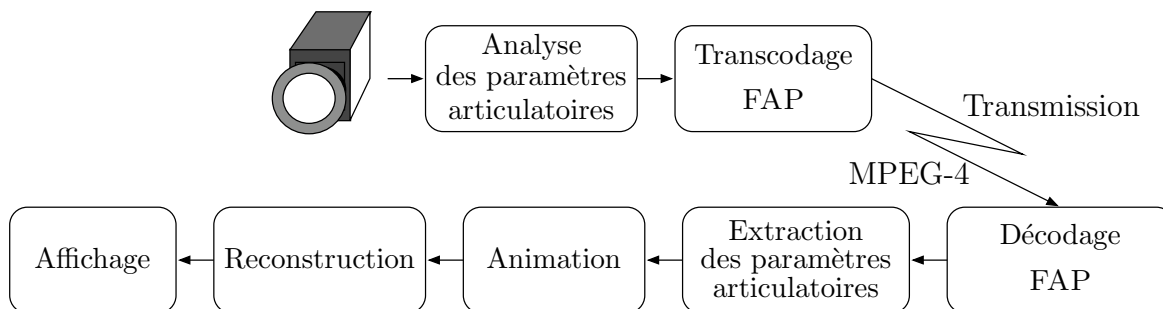 Analyse
des paramètres
articulatoires
Transcodage
FAP
Transmission
MPEG-4
Affichage
Reconstruction
Animation
Extraction
des paramètres
articulatoires
Décodage
FAP